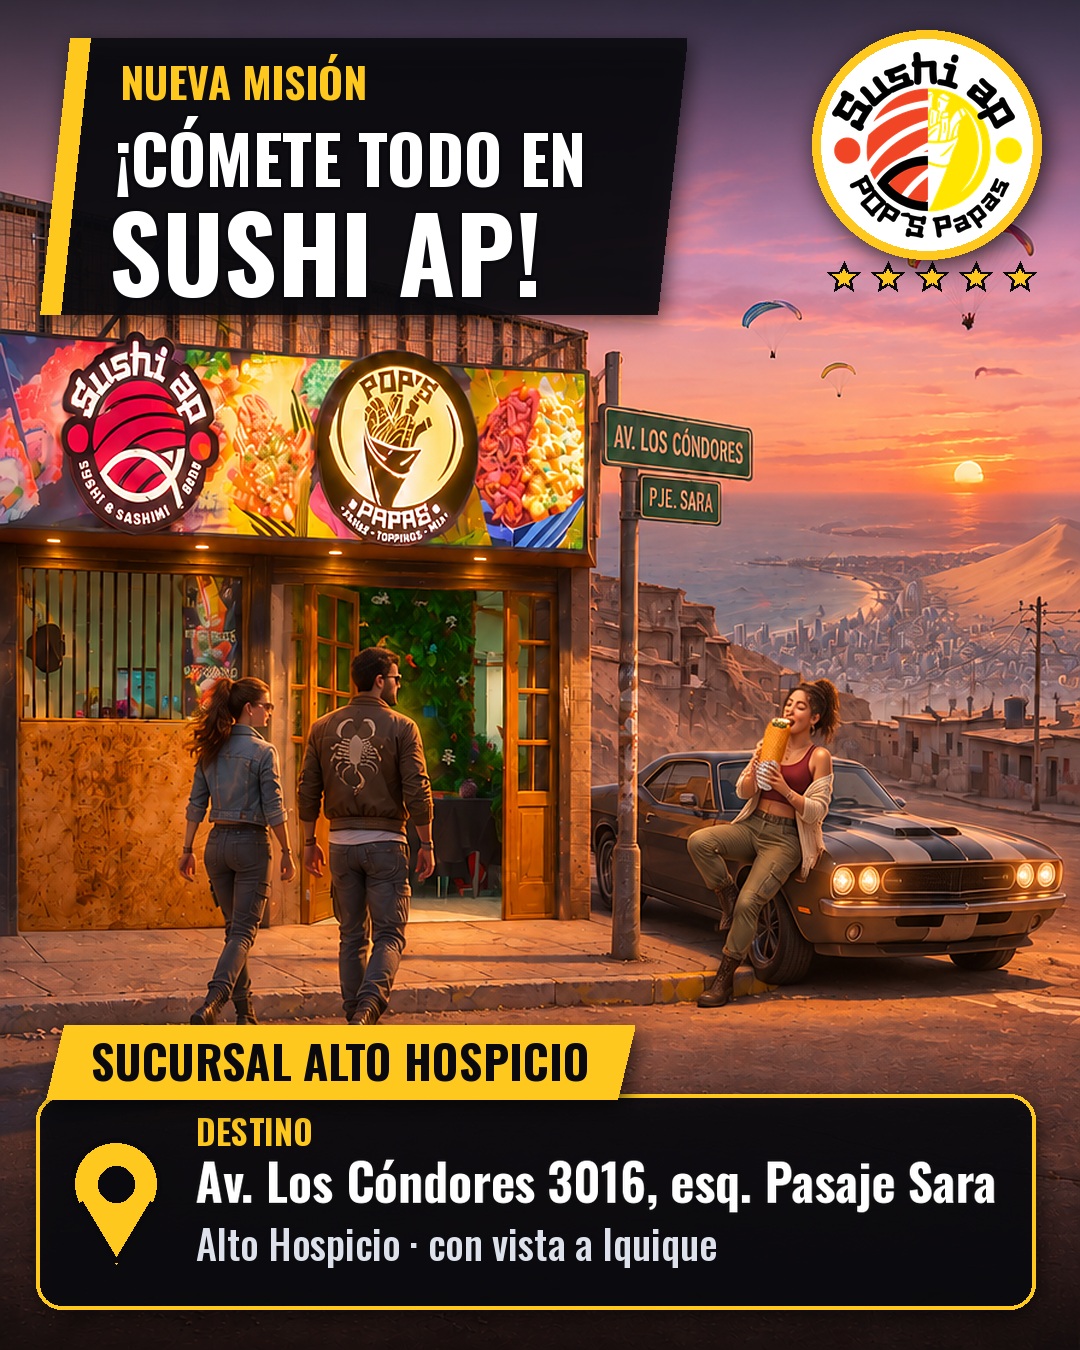 NUEVA MISIÓN
¡CÓMETE TODO EN
SUSHI AP!
Sushi ap
POP'S Papas
Sushi ap
SUSHI & SASHIMI
POP'S
PAPAS
TOPPINGS
AV. LOS CÓNDORES
PJE. SARA
SUCURSAL ALTO HOSPICIO
DESTINO
Av. Los Cóndores 3016, esq. Pasaje Sara
Alto Hospicio · con vista a Iquique